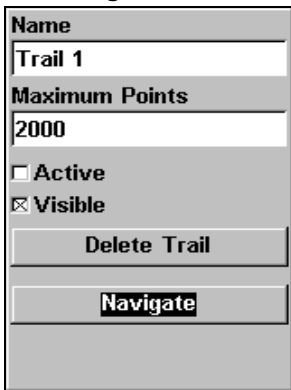 Name
Trail 1
Maximum Points
2000
Active
Visible
Delete Trail
Navigate